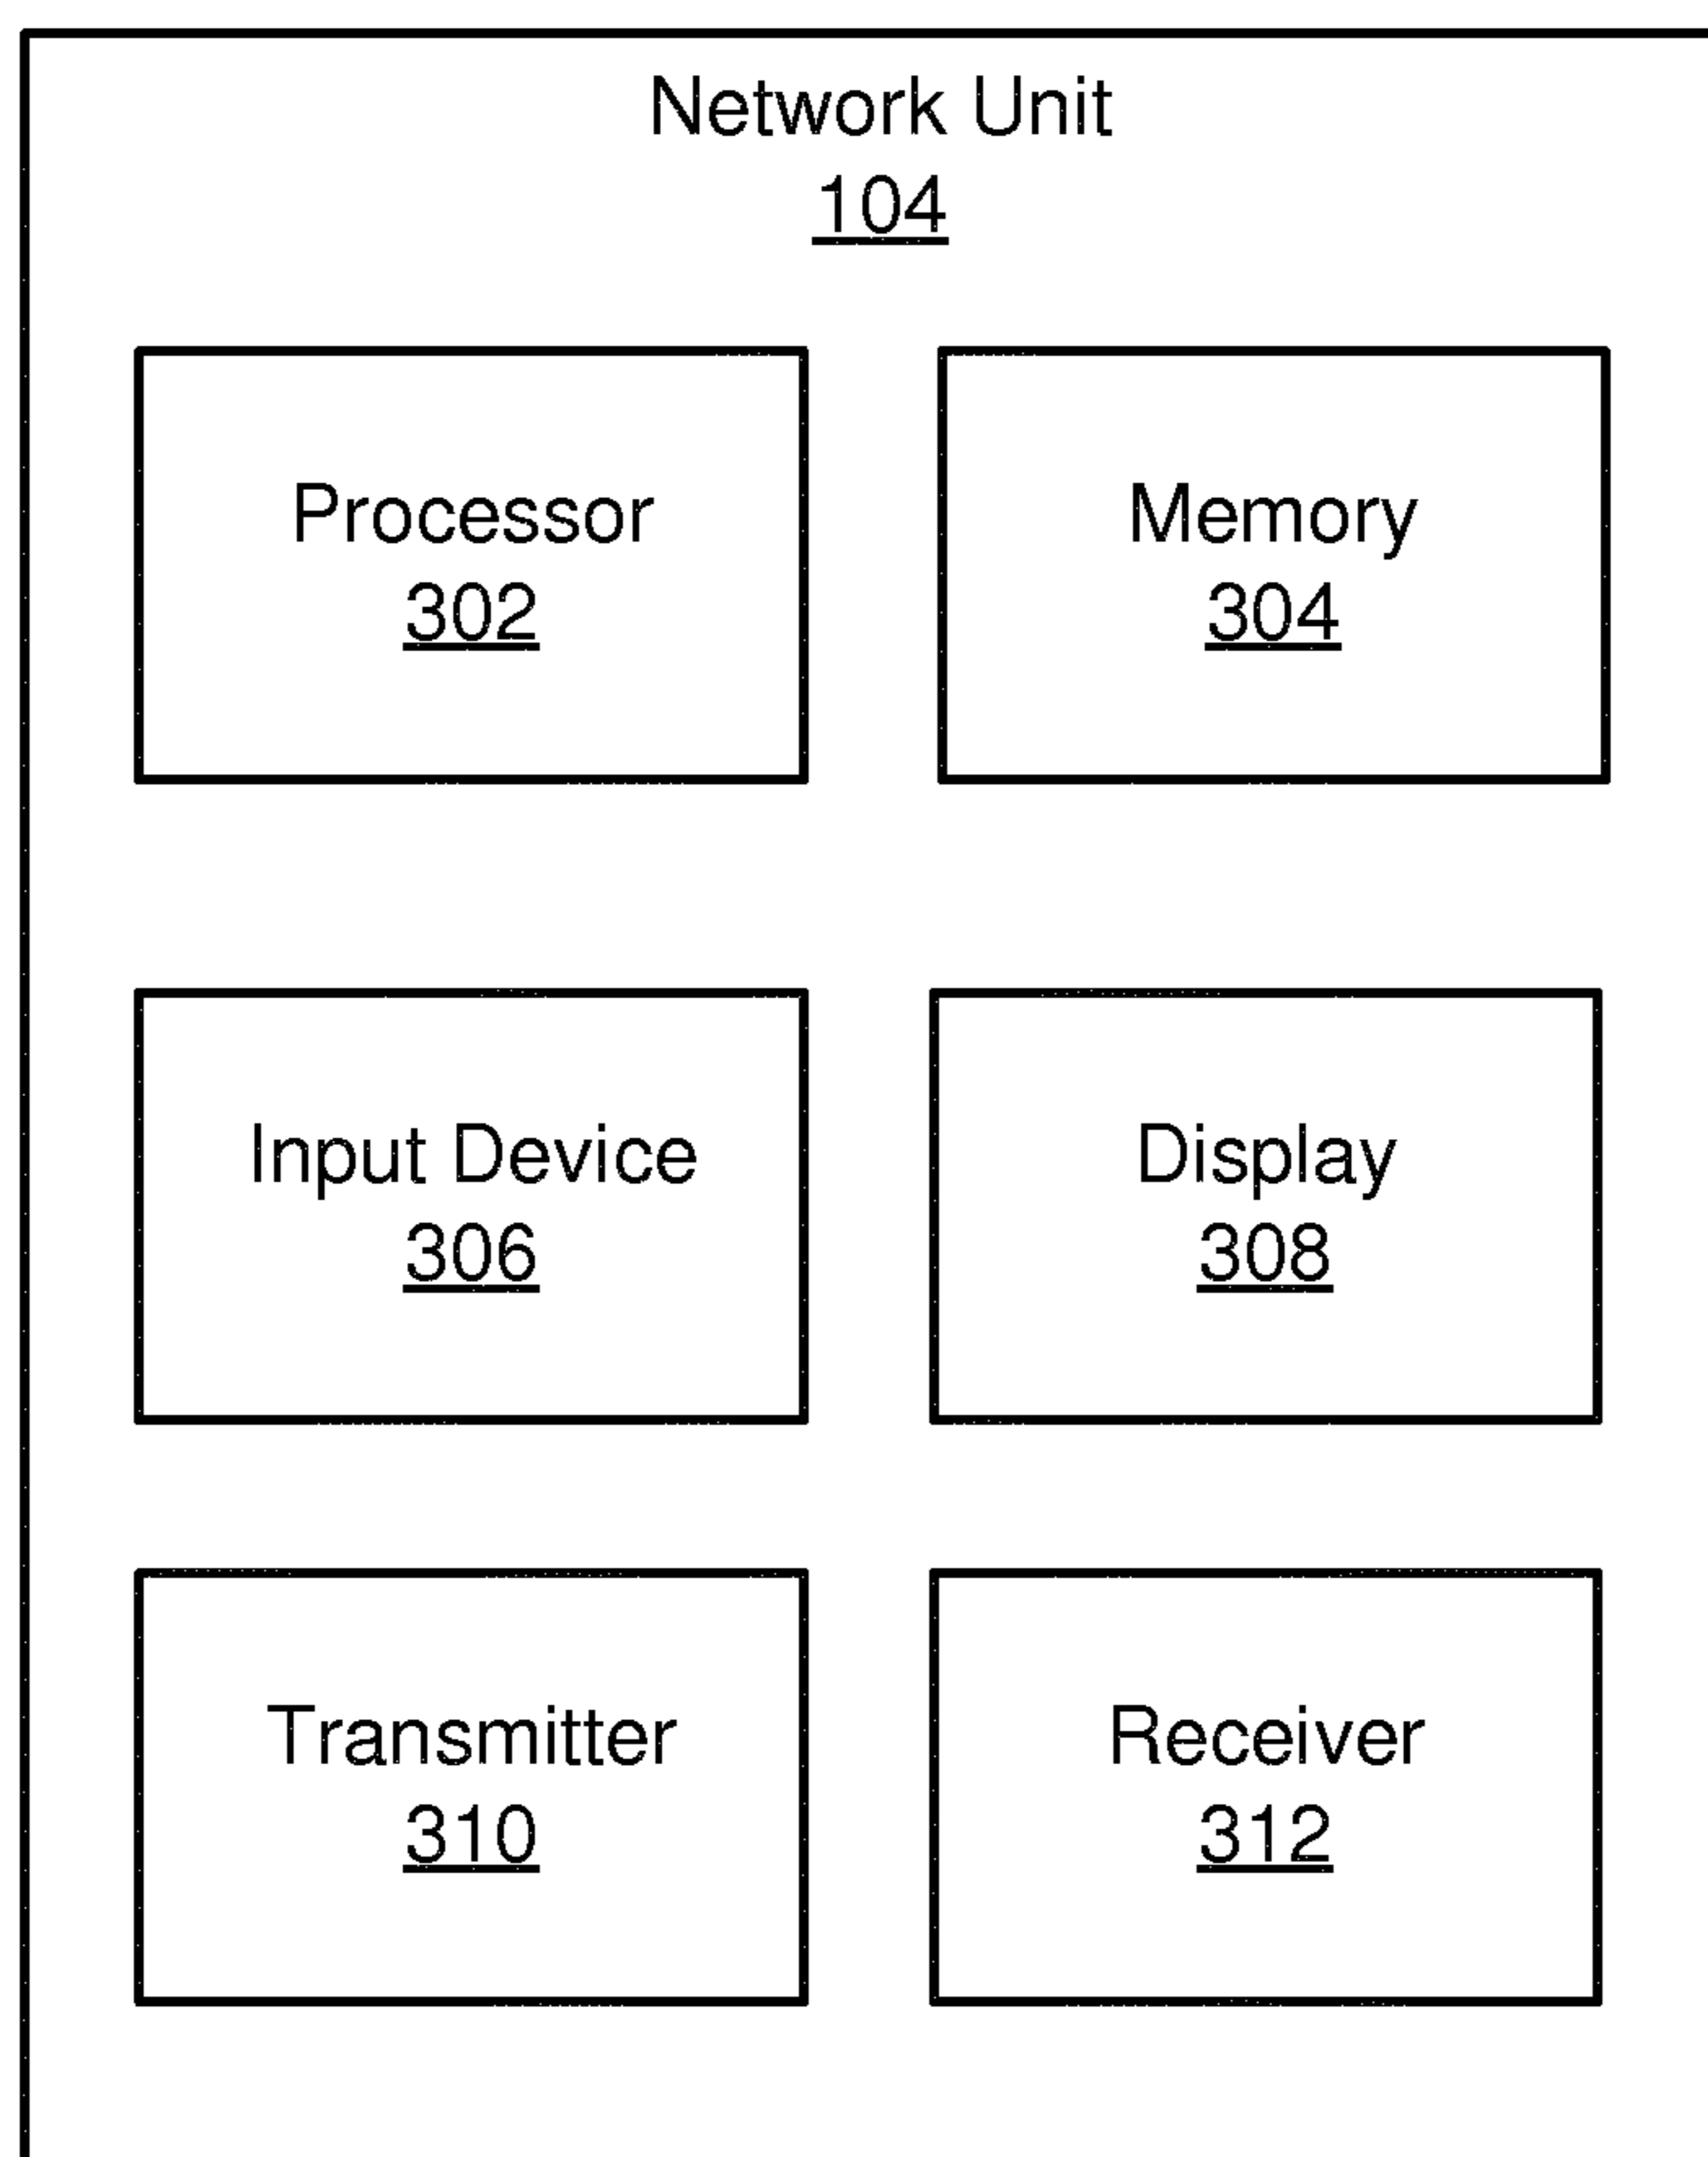 Network Unit
104
Processor
302
Memory
304
Input Device
306
Display
308
Transmitter
310
Receiver
312